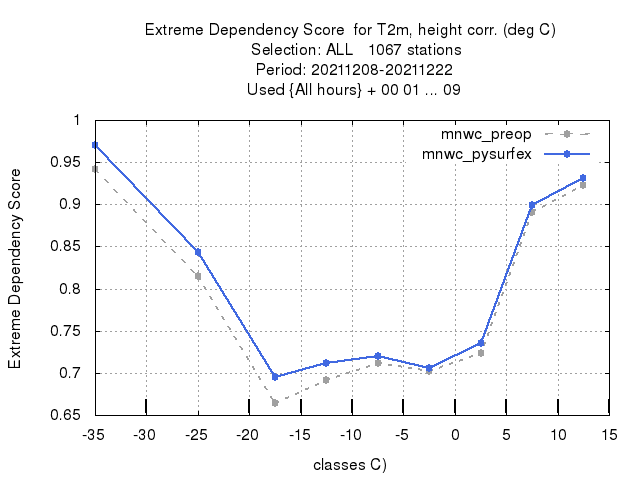 Extreme Dependency Score  for T2m, height corr. (deg C)
Selection: ALL   1067 stations
Period: 20211208-20211222
Used {All hours} + 00 01 ... 09
mnwc_preop
mnwc_pysurfex
Extreme Dependency Score
1
0.95
0.9
0.85
0.8
0.75
0.7
0.65
-35 -30 -25 -20 -15 -10 -5 0 5 10 15
classes C)